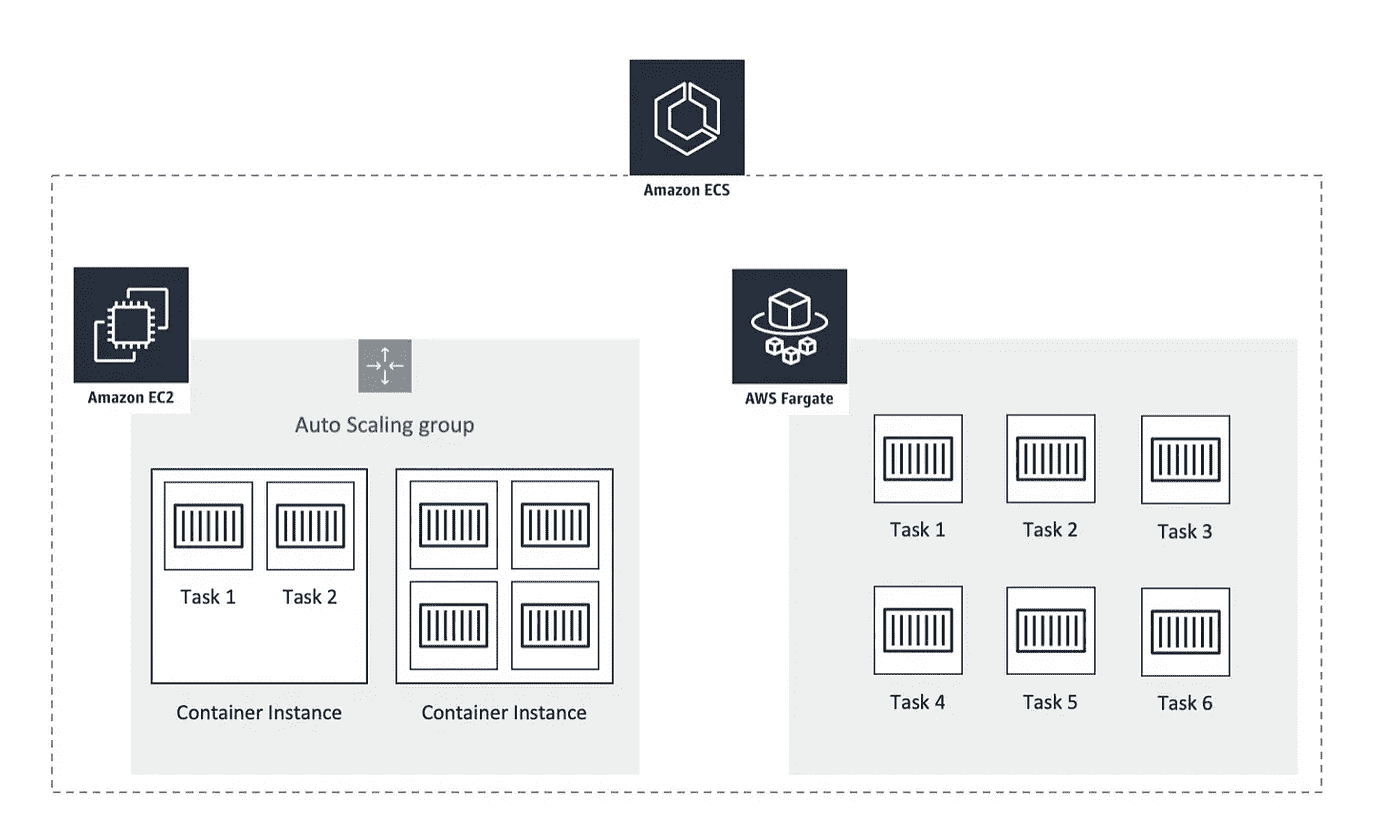 Amazon ECS
Amazon EC2
Auto Scaling group
Task 1
Task 2
Container Instance
Container Instance
AWS Fargate
Task 1
Task 2
Task 3
Task 4
Task 5
Task 6